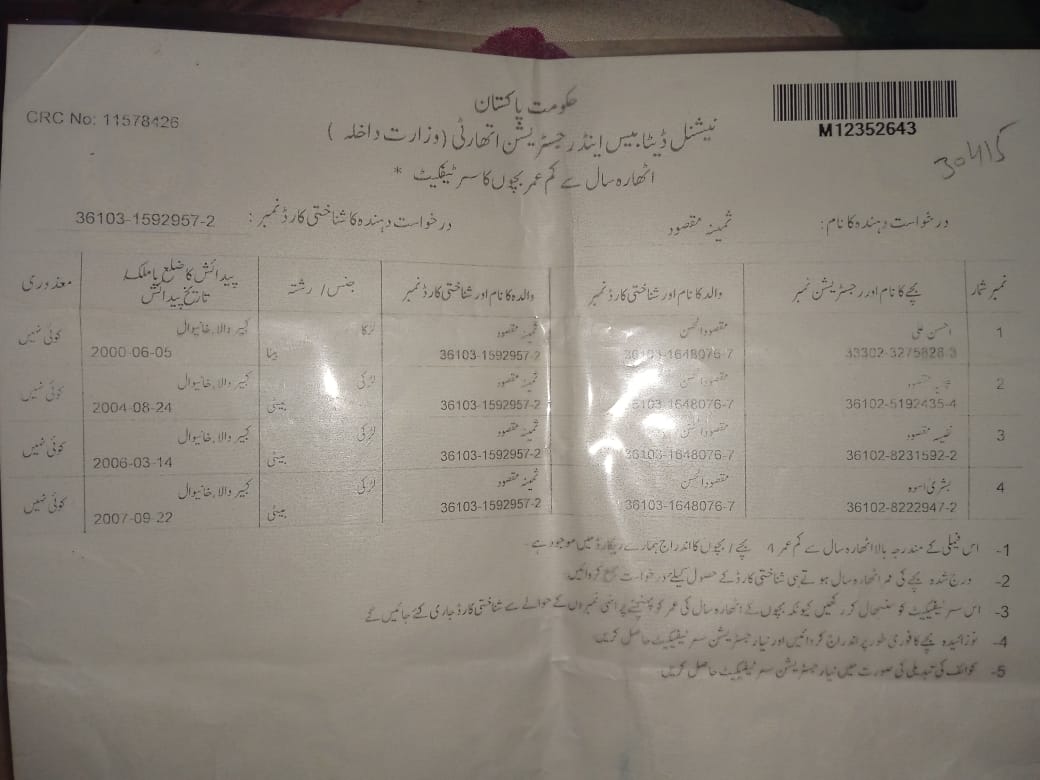 CRC No: 11578426
حکومت پاکستان
نیشنل ڈیٹا بیس اینڈ رجسٹریشن اتھارٹی (وزارت داخلہ)
اٹھارہ سال سے کم عمر بچوں کا سرٹیفکیٹ *
M12352643
30415
درخواست دہندہ کا نام: ثمینہ مقصود درخواست دہندہ کا شناختی کارڈ نمبر: 36103-1592957-2
نمبر شمار بچے کا نام اور رجسٹریشن نمبر والد کا نام اور شناختی کارڈ نمبر والدہ کا نام اور شناختی کارڈ نمبر جنس / رشتہ پیدائش کا ضلع یا ملک معذوری
تاریخ پیدائش
1 احسن علی مقصود الحسن ثمینہ مقصود لڑکا کبیر والا, خانیوال کوئی نہیں
33302-3275828-3 36103-1648076-7 36103-1592957-2 بیٹا 2000-06-05
2 مقصود الحسن ثمینہ مقصود لڑکی کبیر والا, خانیوال کوئی نہیں
36102-5192435-4 36103-1648076-7 36103-1592957-2 بیٹی 2004-08-24
3 نفیسہ مقصود مقصود الحسن ثمینہ مقصود لڑکی کبیر والا, خانیوال کوئی نہیں
36102-8231592-2 36103-1648076-7 36103-1592957-2 بیٹی 2006-03-14
4 بشریٰ اسوہ مقصود الحسن ثمینہ مقصود لڑکی کبیر والا, خانیوال کوئی نہیں
36102-8222947-2 36103-1648076-7 36103-1592957-2 بیٹی 2007-09-22
1- اس فیملی کے مندرجہ بالا اٹھارہ سال سے کم عمر 4 بچے / بچوں کا اندراج ہمارے ریکارڈ میں موجود ہے-
2- درج شدہ بچے کی عمر اٹھارہ سال ہوتے ہی شناختی کارڈ کے حصول کیلئے درخواست جمع کروائیں-
3- اس سرٹیفیکیٹ کو سنبھال کر رکھیں کیونکہ بچوں کے اٹھارہ سال کی عمر کو پہنچنے پر انہی نمبروں کے حوالے سے شناختی کارڈ جاری کئے جائیں گے
4- نوزائیدہ بچے کا فوری طور پر اندراج کروائیں اور نیا رجسٹریشن سرٹیفیکیٹ حاصل کریں
5- کوائف کی تبدیلی کی صورت میں نیا رجسٹریشن سرٹیفیکیٹ حاصل کریں-